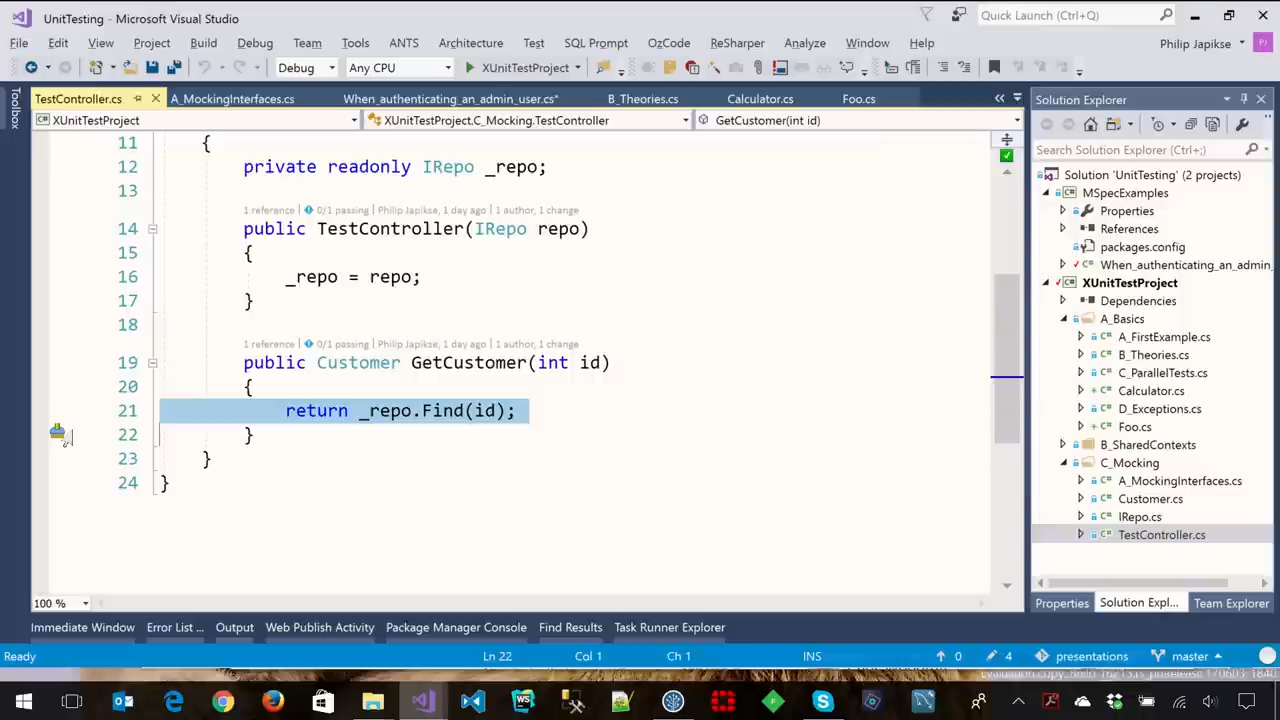 UnitTesting - Microsoft Visual Studio
Quick Launch (Ctrl+Q)
File Edit View Project Build Debug Team Tools ANTS Architecture Test SQL Prompt OzCode ReSharper Analyze Window Help
Philip Japikse PJ
Debug Any CPU XUnitTestProject
Toolbox
TestController.cs A_MockingInterfaces.cs When_authenticating_an_admin_user.cs* B_Theories.cs Calculator.cs Foo.cs
XUnitTestProject XUnitTestProject.C_Mocking.TestController GetCustomer(int id)
11 {
12 private readonly IRepo _repo;
13
1 reference | 0/1 passing | Philip Japikse, 1 day ago | 1 author, 1 change
14 public TestController(IRepo repo)
15 {
16 _repo = repo;
17 }
18
1 reference | 0/1 passing | Philip Japikse, 1 day ago | 1 author, 1 change
19 public Customer GetCustomer(int id)
20 {
21 return _repo.Find(id);
22 }
23 }
24 }
100 %
Solution Explorer
Search Solution Explorer (Ctrl+;)
Solution 'UnitTesting' (2 projects)
MSpecExamples
Properties
References
packages.config
When_authenticating_an_admin_
XUnitTestProject
Dependencies
A_Basics
A_FirstExample.cs
B_Theories.cs
C_ParallelTests.cs
Calculator.cs
D_Exceptions.cs
Foo.cs
B_SharedContexts
C_Mocking
A_MockingInterfaces.cs
Customer.cs
IRepo.cs
TestController.cs
Properties Solution Expl... Team Explorer
Immediate Window Error List ... Output Web Publish Activity Package Manager Console Find Results Task Runner Explorer
Ready Ln 22 Col 1 Ch 1 INS 0 4 presentations master